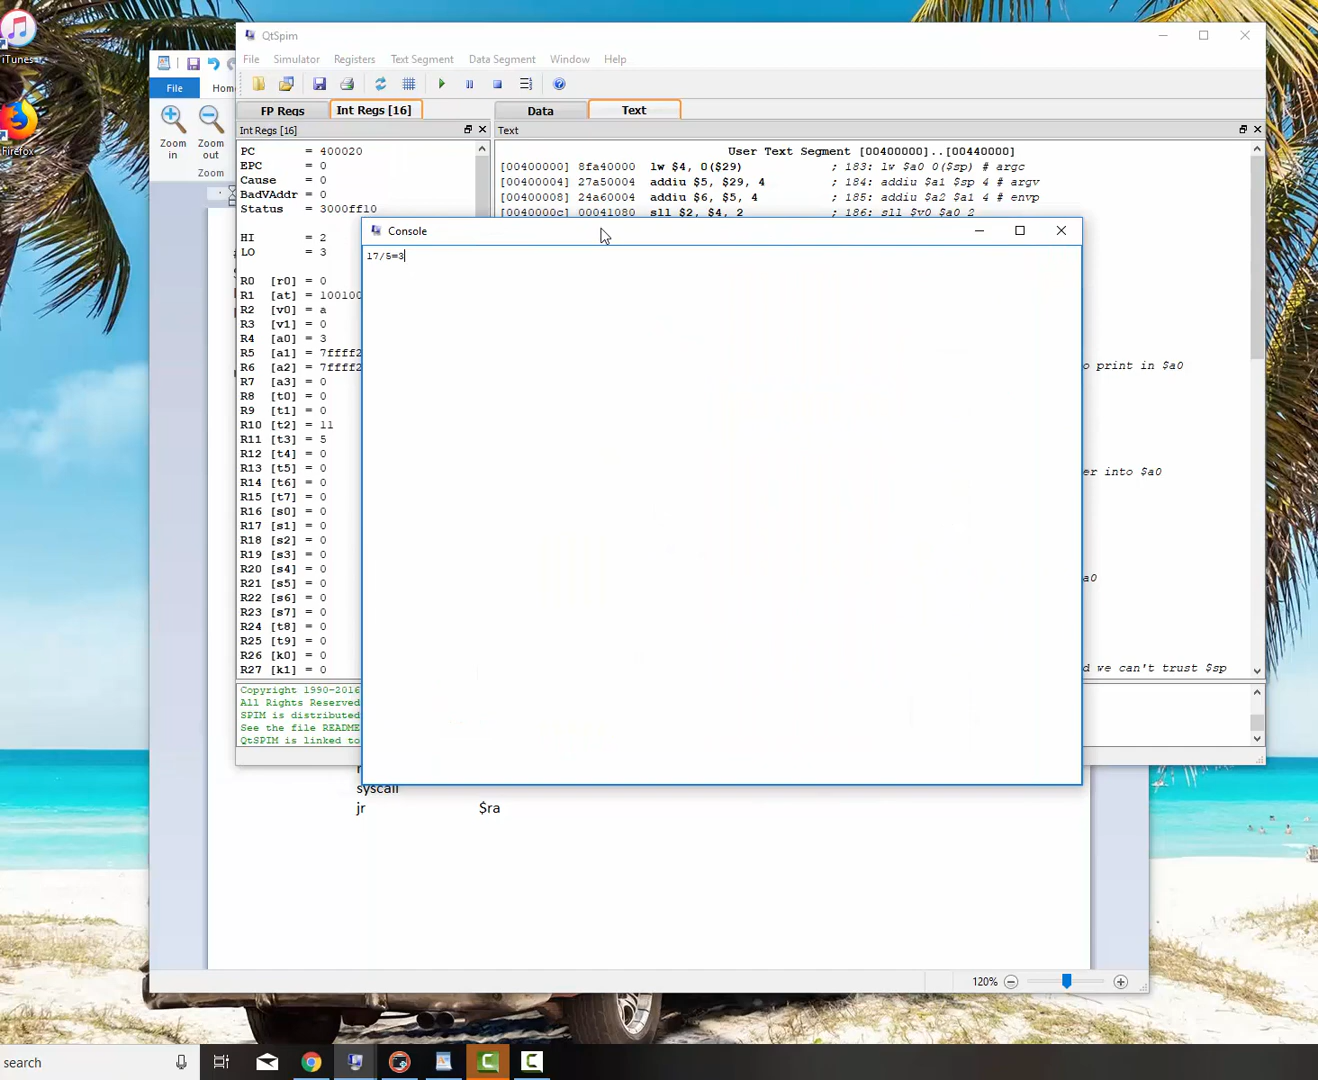 iTunes
Firefox
QtSpim
File Simulator Registers Text Segment Data Segment Window Help
File Hom
Zoom in
Zoom out
Zoom
FP Regs Int Regs [16] Data Text
Int Regs [16] Text
PC = 400020
EPC = 0
Cause = 0
BadVAddr = 0
Status = 3000ff10
HI = 2
LO = 3
R0 [r0] = 0
R1 [at] = 100100
R2 [v0] = a
R3 [v1] = 0
R4 [a0] = 3
R5 [a1] = 7ffff2
R6 [a2] = 7ffff2
R7 [a3] = 0
R8 [t0] = 0
R9 [t1] = 0
R10 [t2] = 11
R11 [t3] = 5
R12 [t4] = 0
R13 [t5] = 0
R14 [t6] = 0
R15 [t7] = 0
R16 [s0] = 0
R17 [s1] = 0
R18 [s2] = 0
R19 [s3] = 0
R20 [s4] = 0
R21 [s5] = 0
R22 [s6] = 0
R23 [s7] = 0
R24 [t8] = 0
R25 [t9] = 0
R26 [k0] = 0
R27 [k1] = 0
User Text Segment [00400000]..[00440000]
[00400000] 8fa40000 lw $4, 0($29) ; 183: lw $a0 0($sp) # argc
[00400004] 27a50004 addiu $5, $29, 4 ; 184: addiu $a1 $sp 4 # argv
[00400008] 24a60004 addiu $6, $5, 4 ; 185: addiu $a2 $a1 4 # envp
[0040000c] 00041080 sll $2, $4, 2 ; 186: sll $v0 $a0 2
Console
17/5=3
o print in $a0
er into $a0
a0
d we can't trust $sp
Copyright 1990-2016
All Rights Reserved
SPIM is distributed
See the file README
QtSPIM is linked to
syscall
jr $ra
120%
search